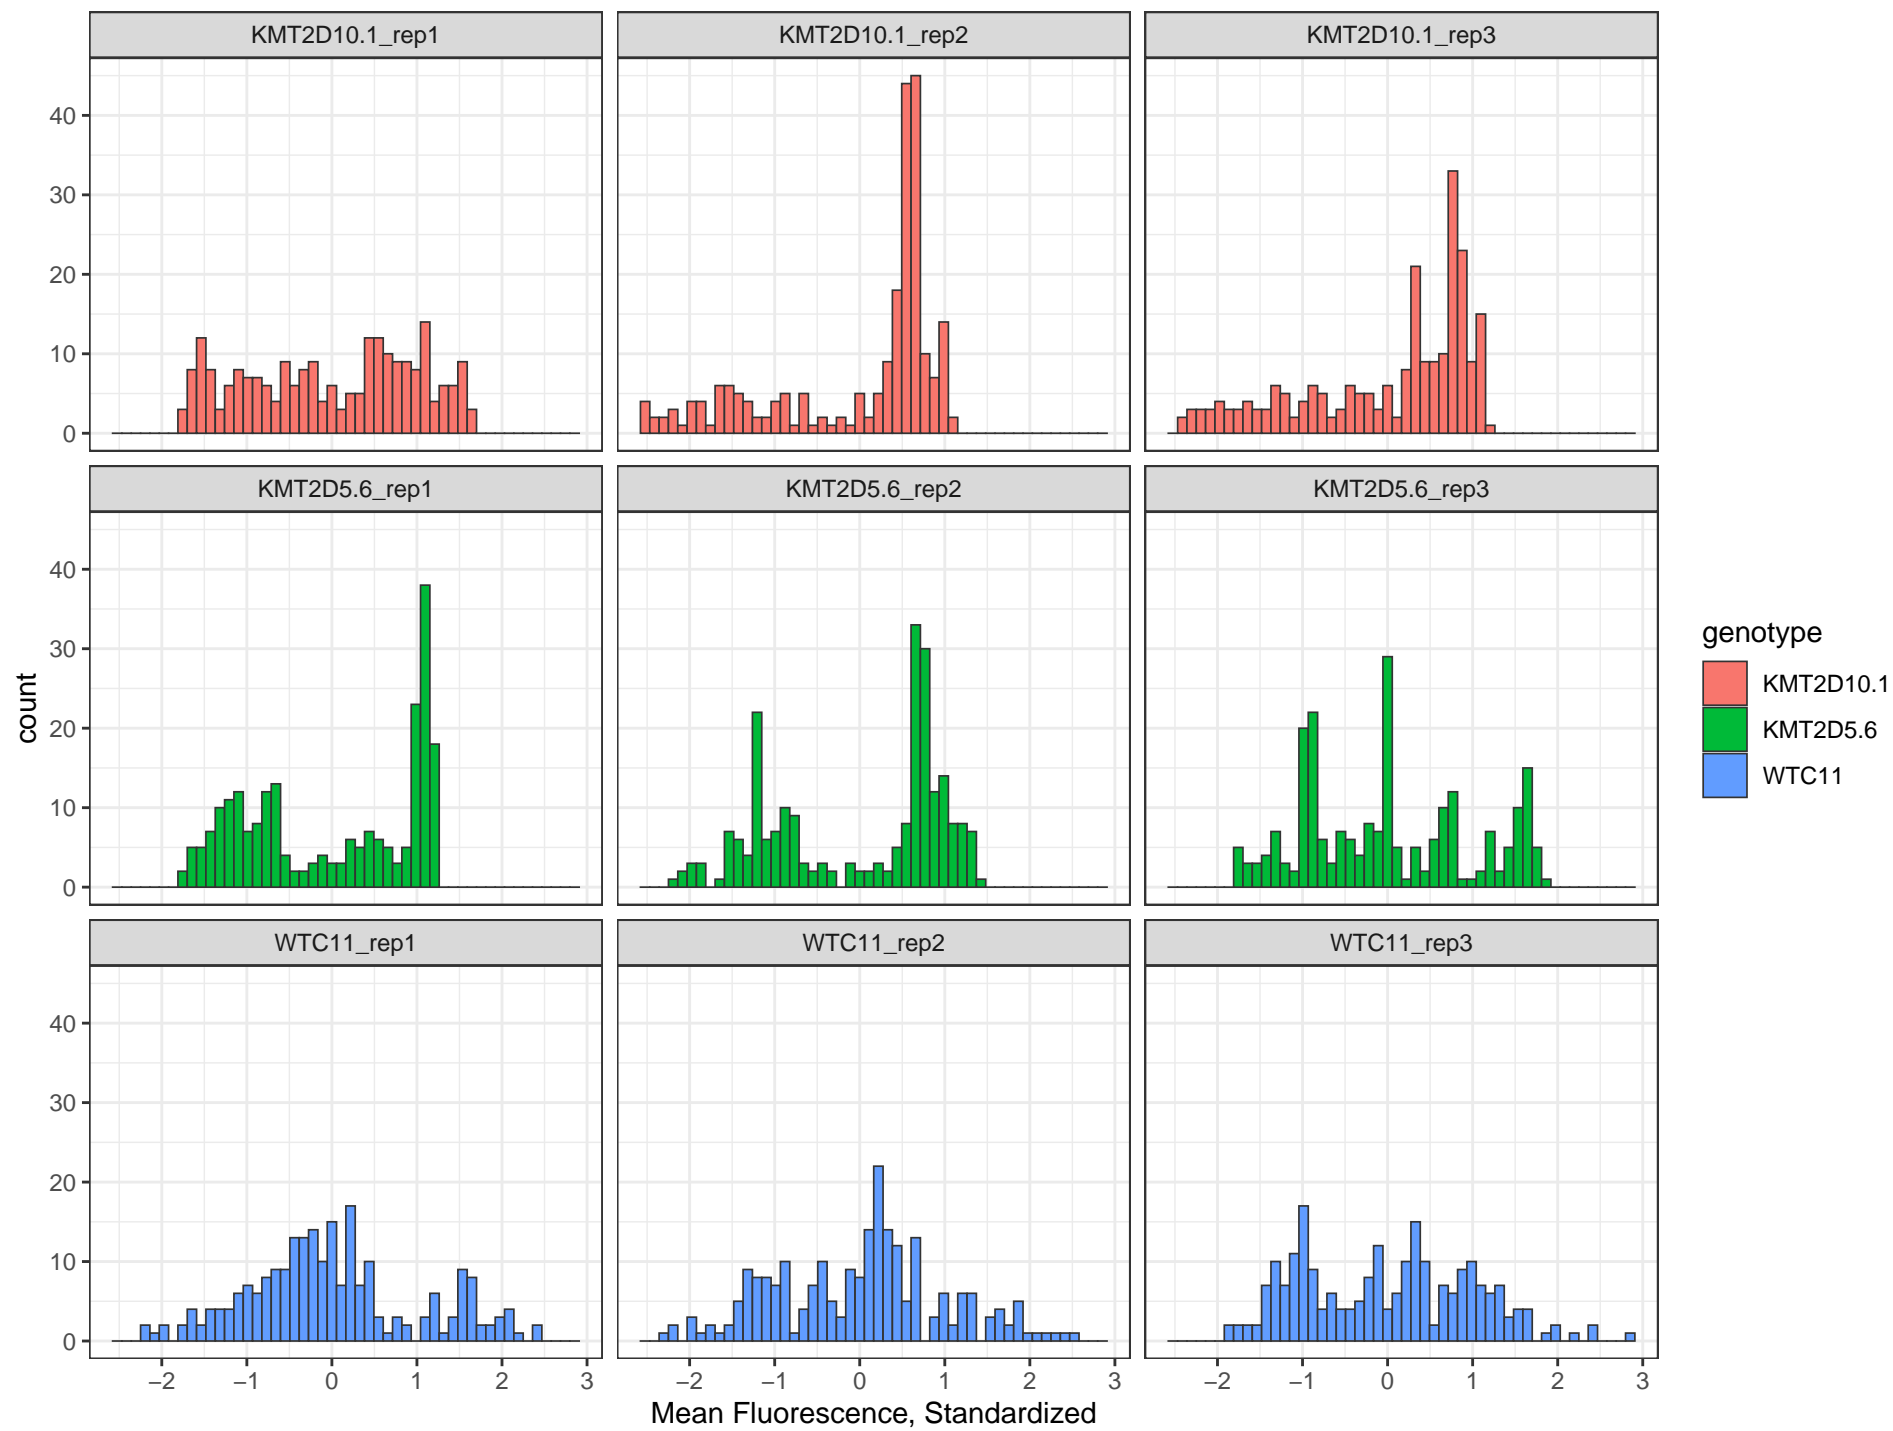 KMT2D10.1_rep1 KMT2D10.1_rep2 KMT2D10.1_rep3
40
30
20
10
0
KMT2D5.6_rep1 KMT2D5.6_rep2 KMT2D5.6_rep3
40
30
20
10
0
WTC11_rep1 WTC11_rep2 WTC11_rep3
40
30
20
10
0
−2 −1 0 1 2 3 −2 −1 0 1 2 3 −2 −1 0 1 2 3
Mean Fluorescence, Standardized
count
genotype
KMT2D10.1
KMT2D5.6
WTC11